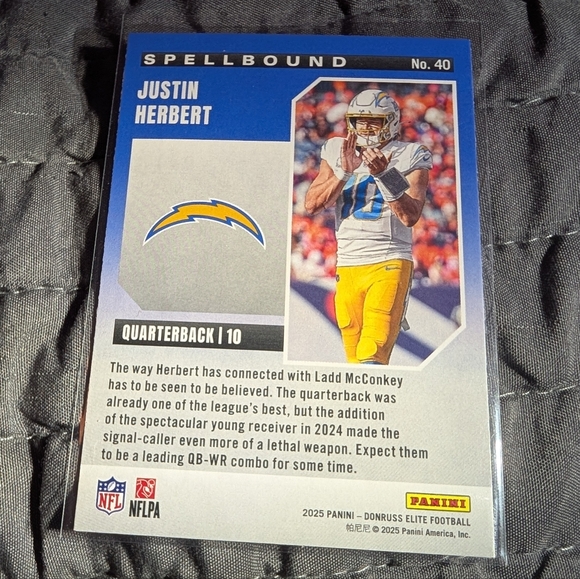 SPELLBOUND
No. 40
JUSTIN
HERBERT
10
QUARTERBACK | 10
The way Herbert has connected with Ladd McConkey
has to be seen to be believed. The quarterback was
already one of the league's best, but the addition
of the spectacular young receiver in 2024 made the
signal-caller even more of a lethal weapon. Expect them
to be a leading QB-WR combo for some time.
NFL
NFLPA
PANINI
2025 PANINI – DONRUSS ELITE FOOTBALL
帕尼尼 © 2025 Panini America, Inc.